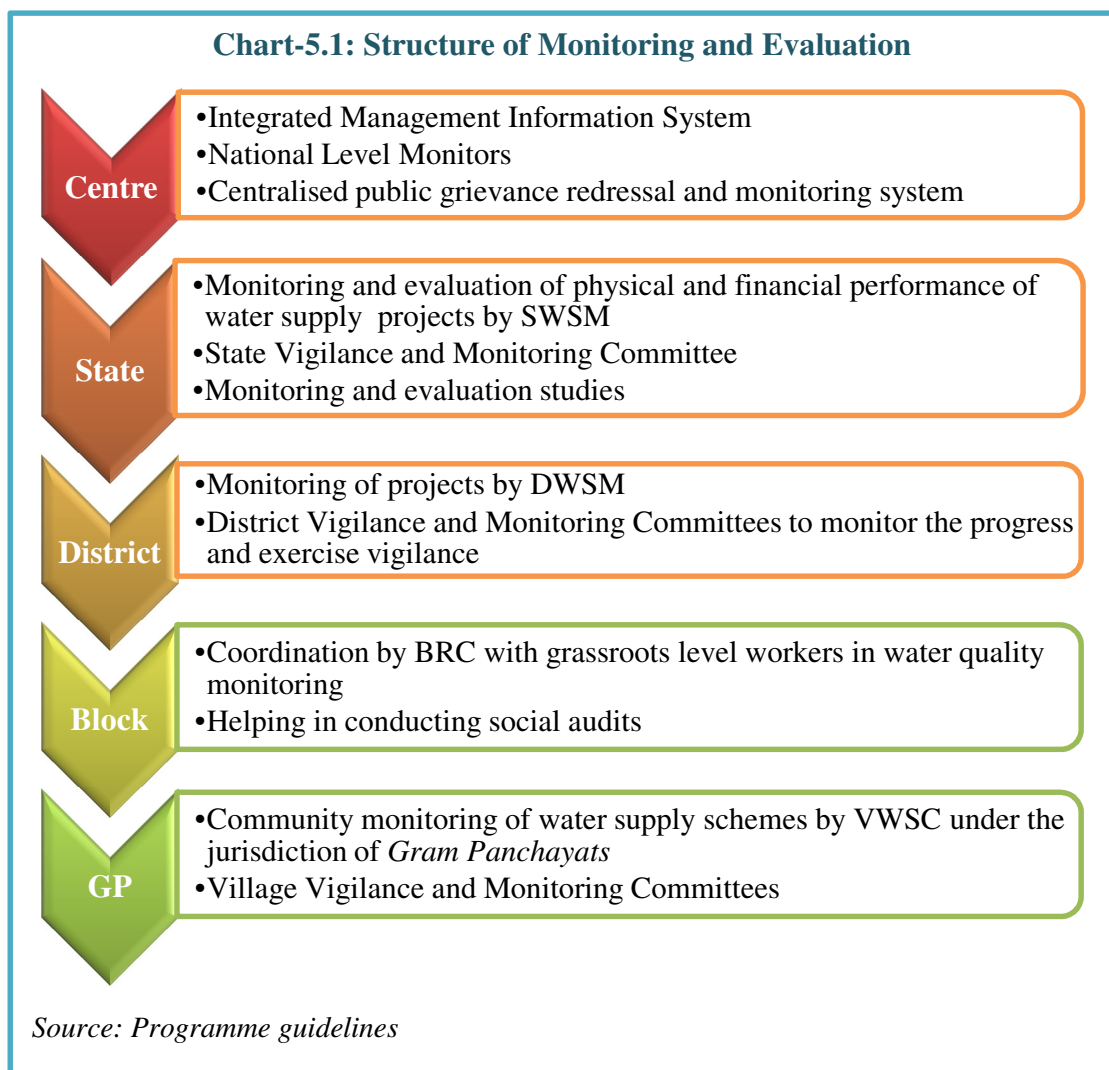 Chart-5.1: Structure of Monitoring and Evaluation
Centre
•Integrated Management Information System
•National Level Monitors
•Centralised public grievance redressal and monitoring system
State
•Monitoring and evaluation of physical and financial performance of
water supply projects by SWSM
•State Vigilance and Monitoring Committee
•Monitoring and evaluation studies
District
•Monitoring of projects by DWSM
•District Vigilance and Monitoring Committees to monitor the progress
and exercise vigilance
Block
•Coordination by BRC with grassroots level workers in water quality
monitoring
•Helping in conducting social audits
GP
•Community monitoring of water supply schemes by VWSC under the
jurisdiction of Gram Panchayats
•Village Vigilance and Monitoring Committees
Source: Programme guidelines